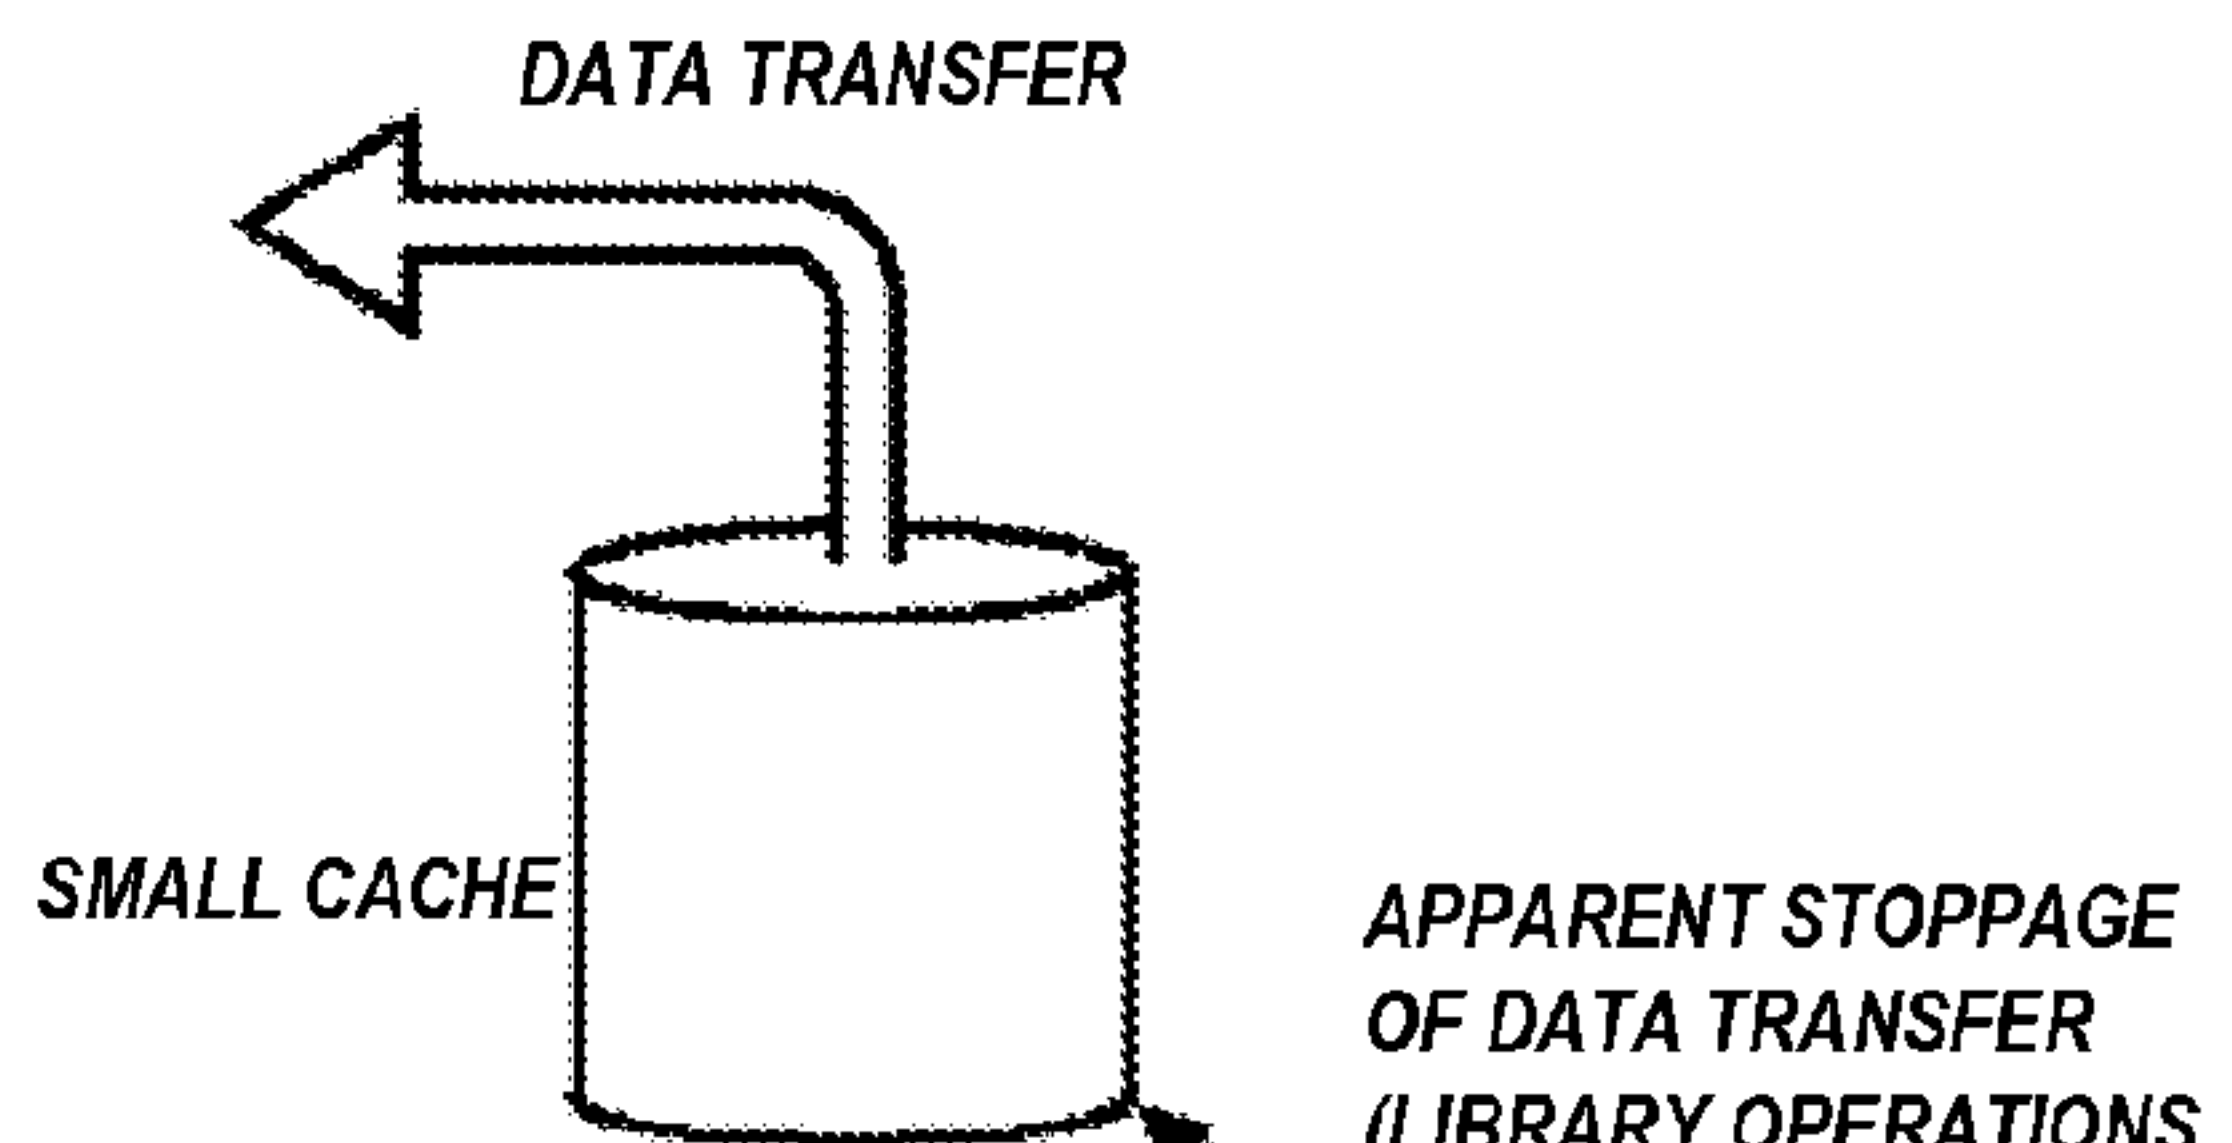 DATA TRANSFER
SMALL CACHE
APPARENT STOPPAGE
OF DATA TRANSFER
(LIBRARY OPERATIONS